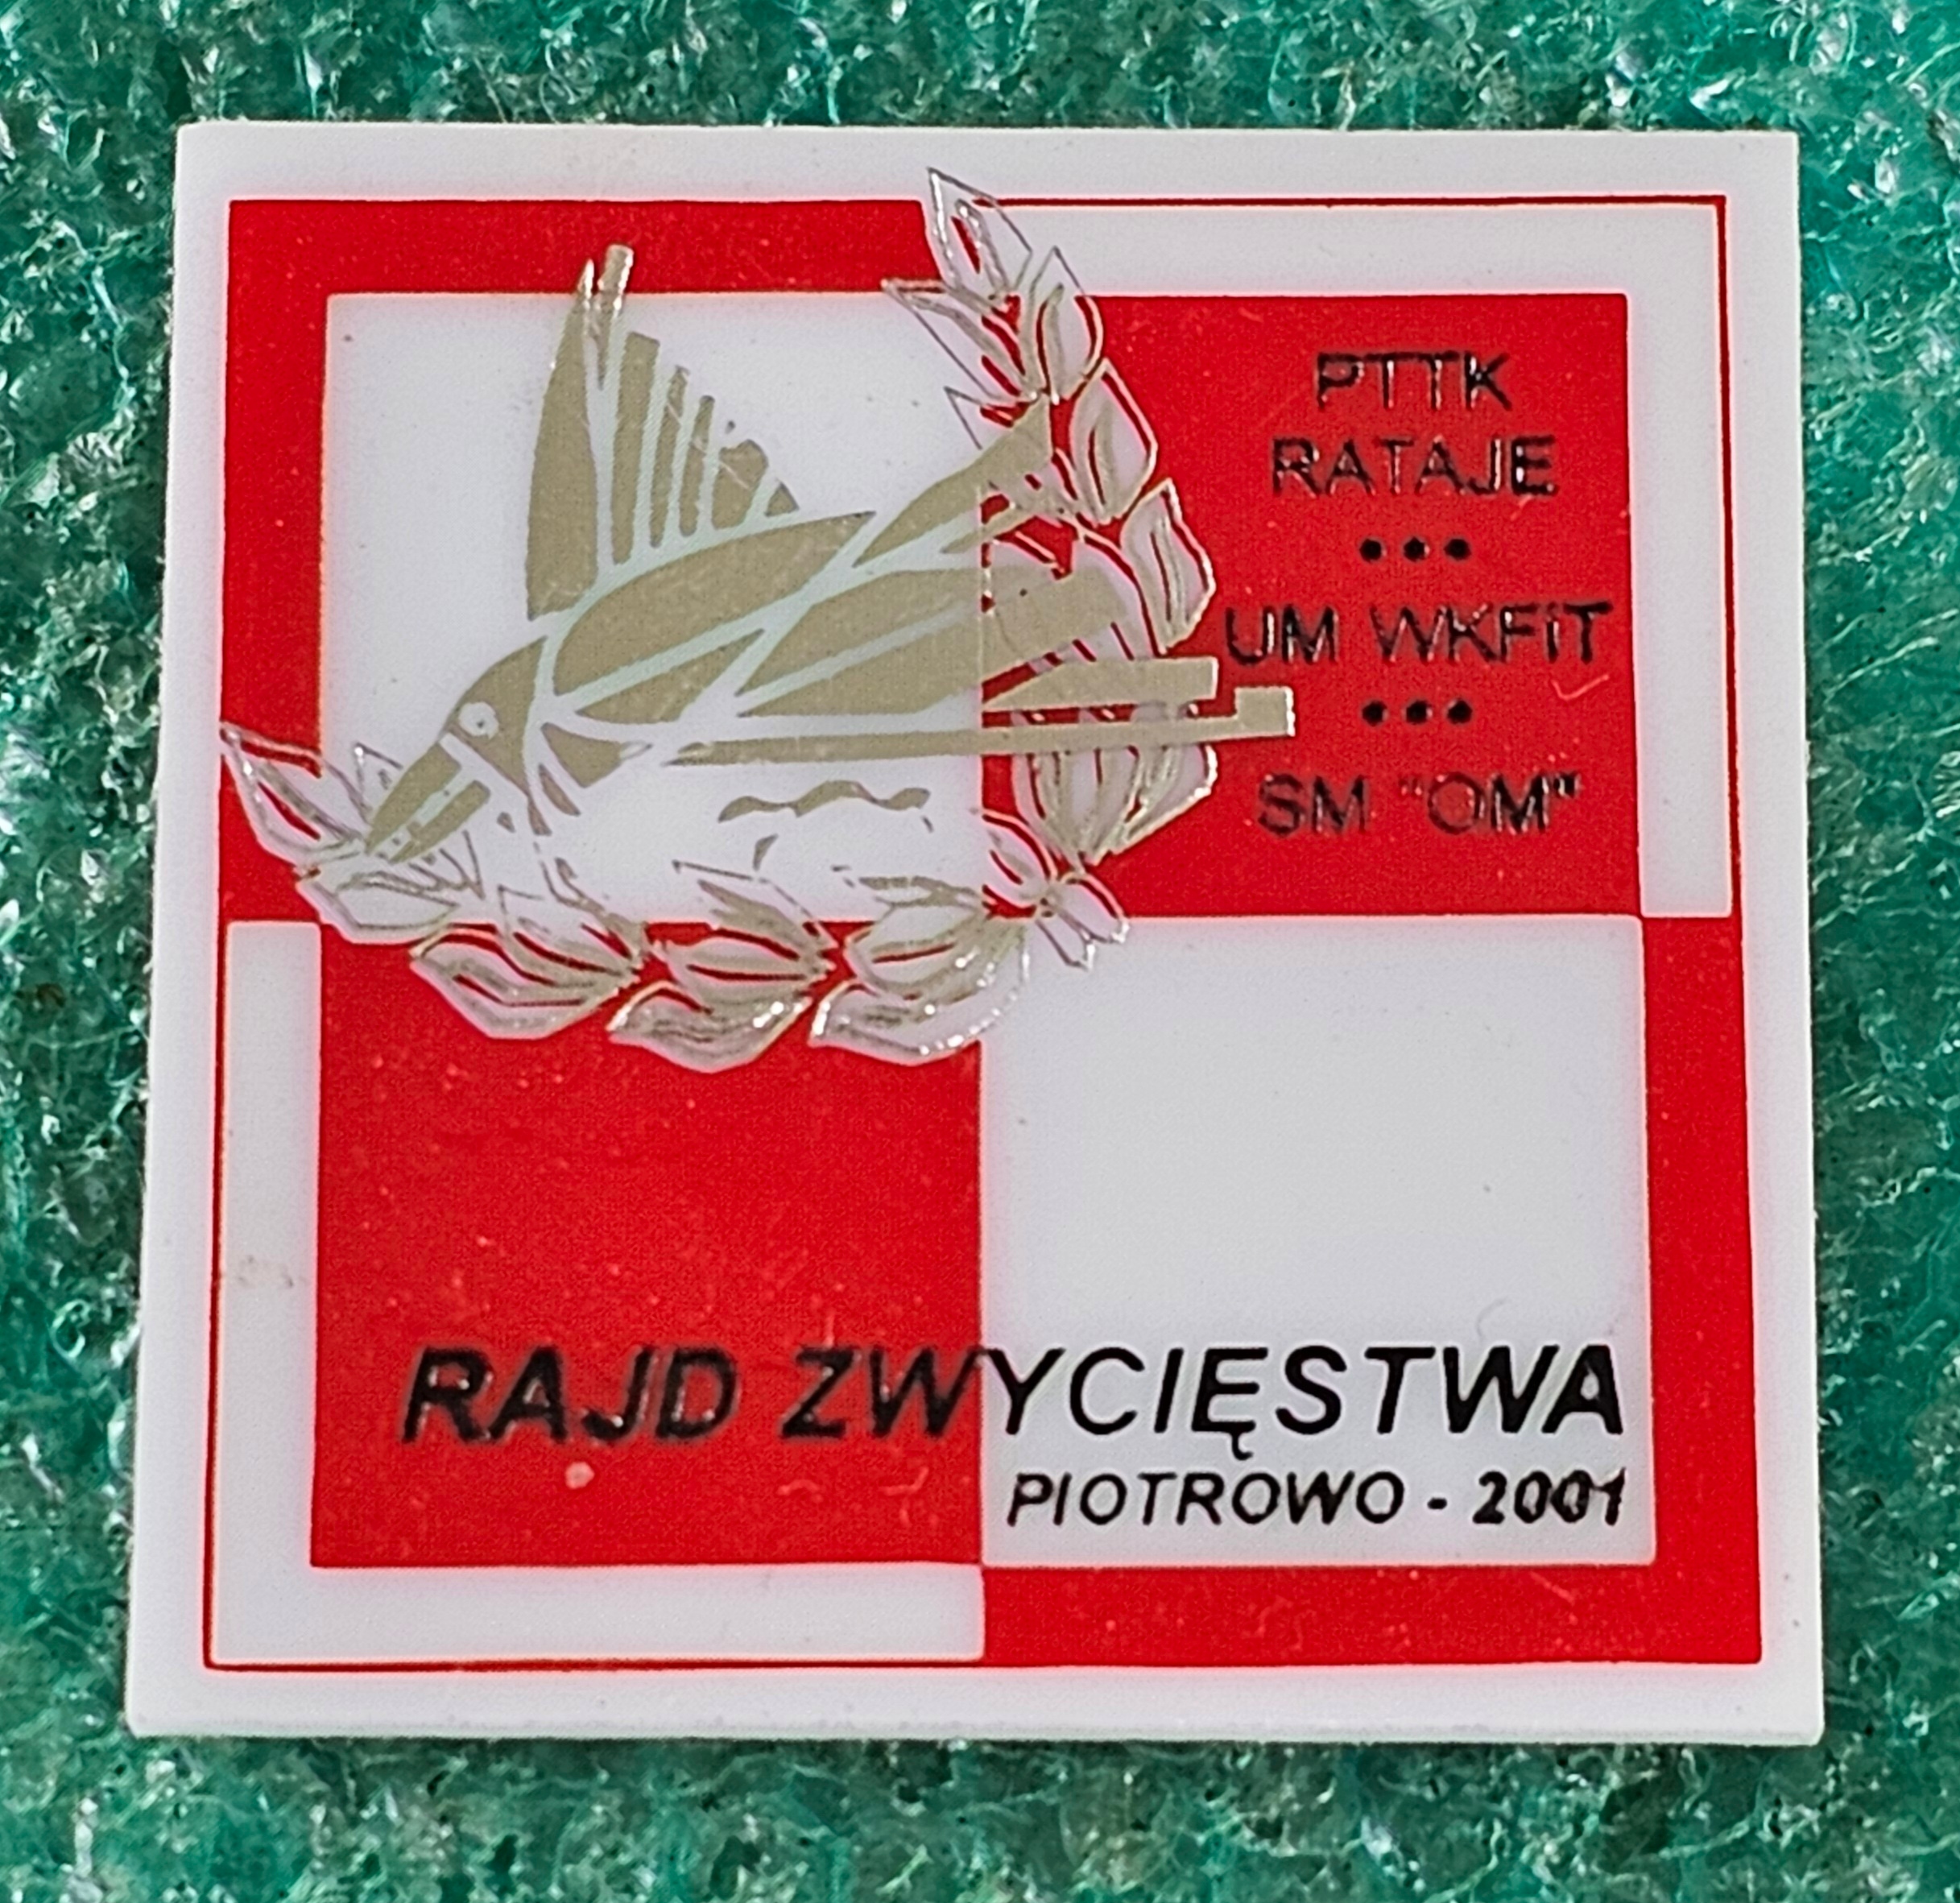 PTTK
RATAJE
•••
UM WKFiT
•••
SM "OM"
RAJD ZWYCIĘSTWA
PIOTROWO - 2001